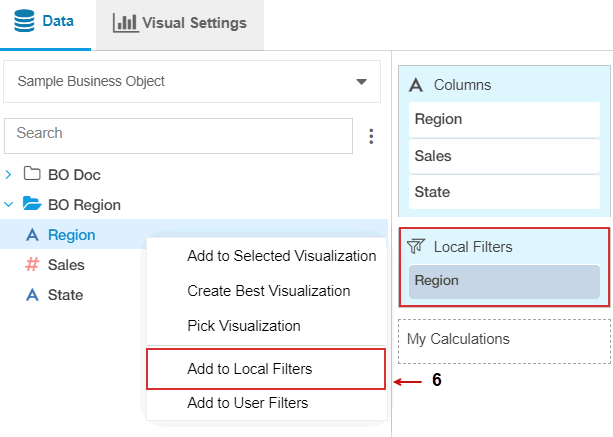 Data
Visual Settings
Sample Business Object
Search
BO Doc
BO Region
A Region
# Sales
A State
Add to Selected Visualization
Create Best Visualization
Pick Visualization
Add to Local Filters
Add to User Filters
6
A Columns
Region
Sales
State
Local Filters
Region
My Calculations